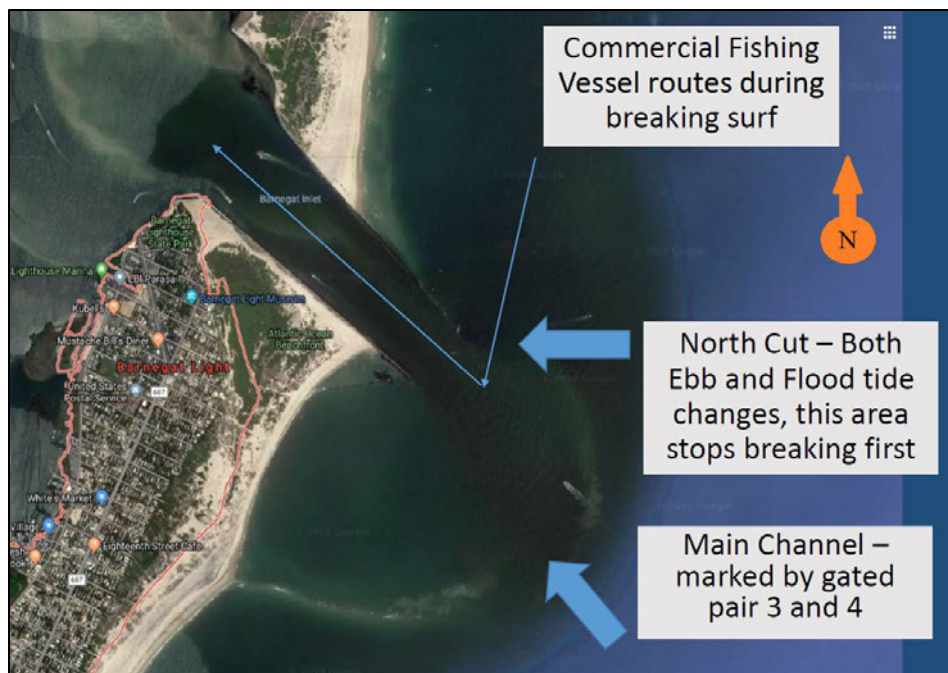 Commercial Fishing
Vessel routes during
breaking surf
N
Barnegat Inlet
Barnegat
Lighthouse
State Park
Lighthouse Marina
LBI Parasail
Barnegat Light Museum
Kubel's
Mustache Bill's Diner
Atlantic Ocean
Beachfront
Barnegat Light
607
United States
Postal Service
North Cut – Both
Ebb and Flood tide
changes, this area
stops breaking first
White's Market
Village
Eighteenth Street Cafe
607
Main Channel –
marked by gated
pair 3 and 4